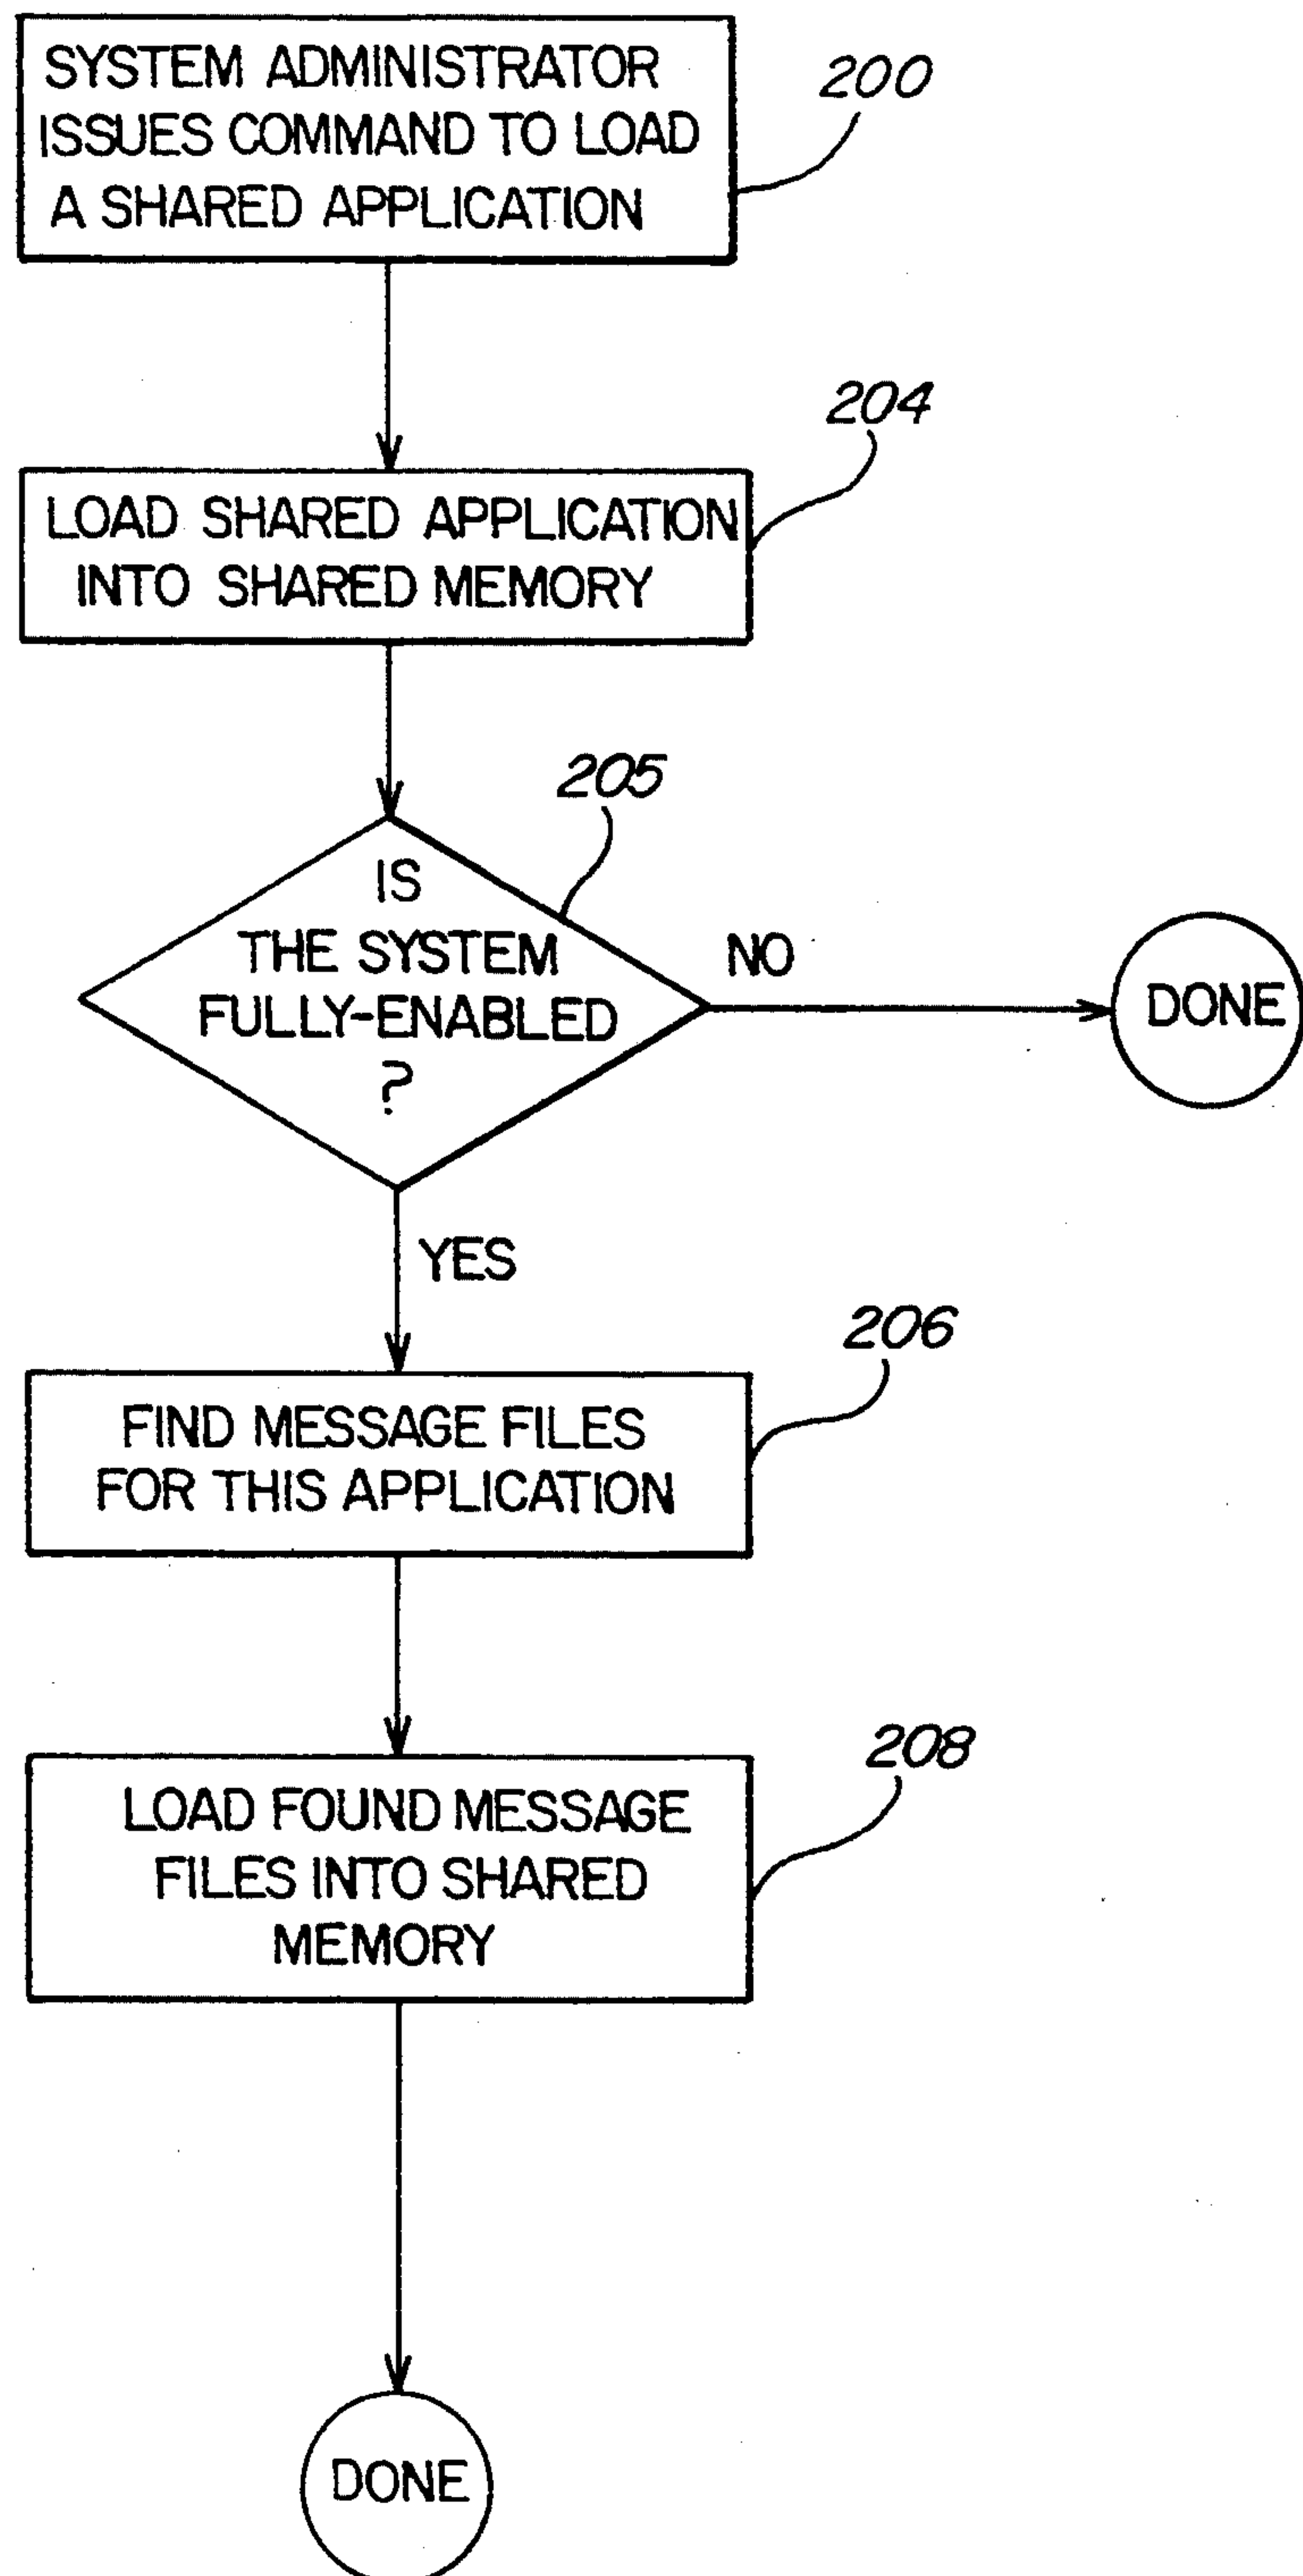 SYSTEM ADMINISTRATOR
ISSUES COMMAND TO LOAD
A SHARED APPLICATION
200
204
LOAD SHARED APPLICATION
INTO SHARED MEMORY
205
IS
THE SYSTEM
FULLY-ENABLED
?
NO
DONE
YES
206
FIND MESSAGE FILES
FOR THIS APPLICATION
208
LOAD FOUND MESSAGE
FILES INTO SHARED
MEMORY
DONE